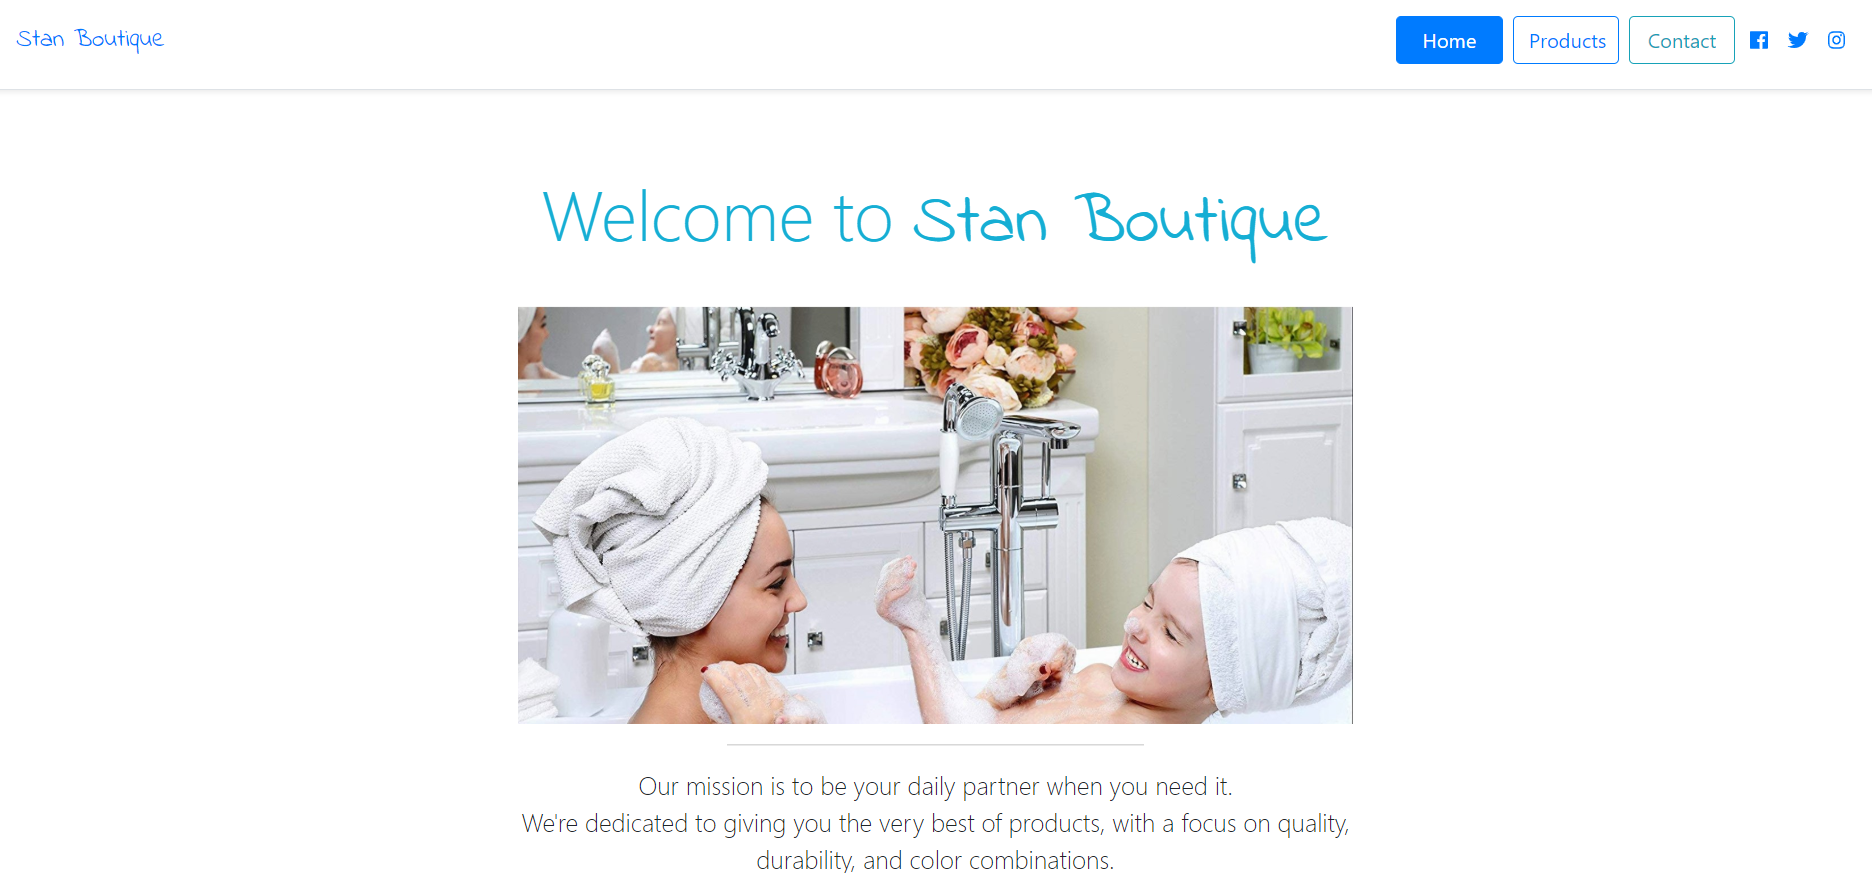 Stan Boutique
Home
Products
Contact
Welcome to Stan Boutique
Our mission is to be your daily partner when you need it.
We're dedicated to giving you the very best of products, with a focus on quality,
durability, and color combinations.